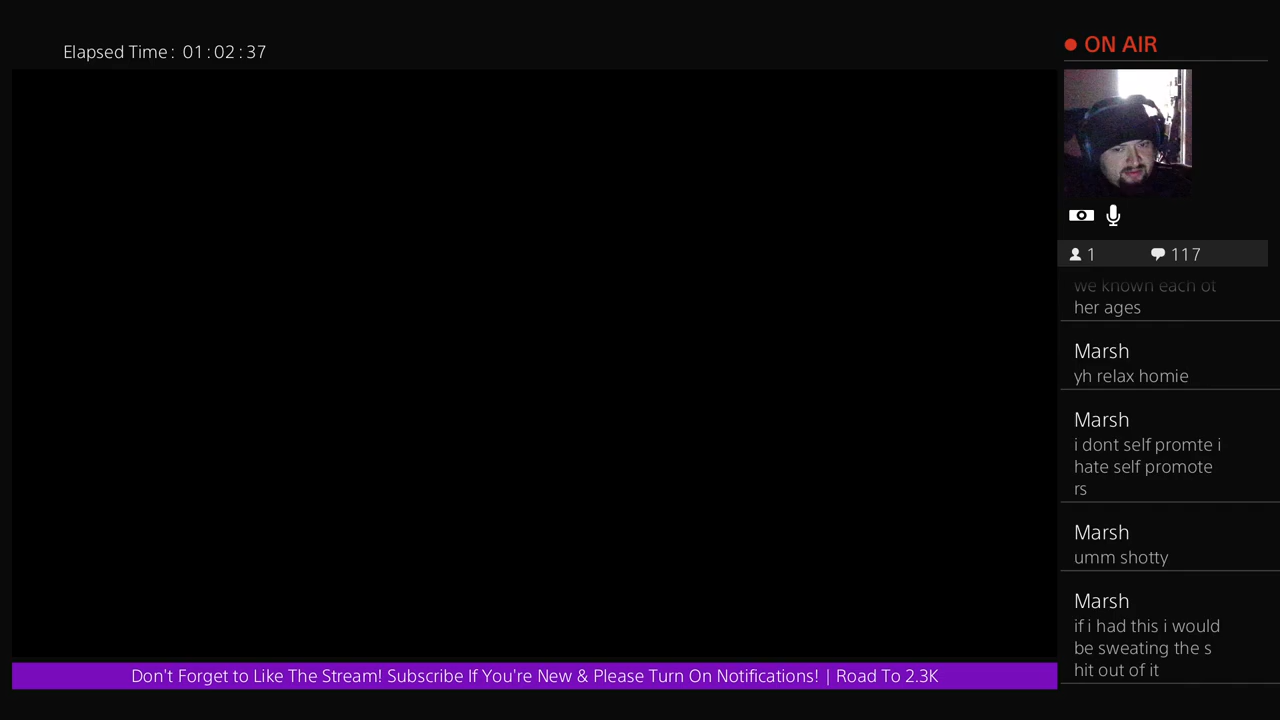 Elapsed Time: 01:02:37
ON AIR
1 117
we known each ot
her ages
Marsh
yh relax homie
Marsh
i dont self promte i
hate self promote
rs
Marsh
umm shotty
Marsh
if i had this i would
be sweating the s
hit out of it
Don't Forget to Like The Stream! Subscribe If You're New & Please Turn On Notifications! | Road To 2.3K